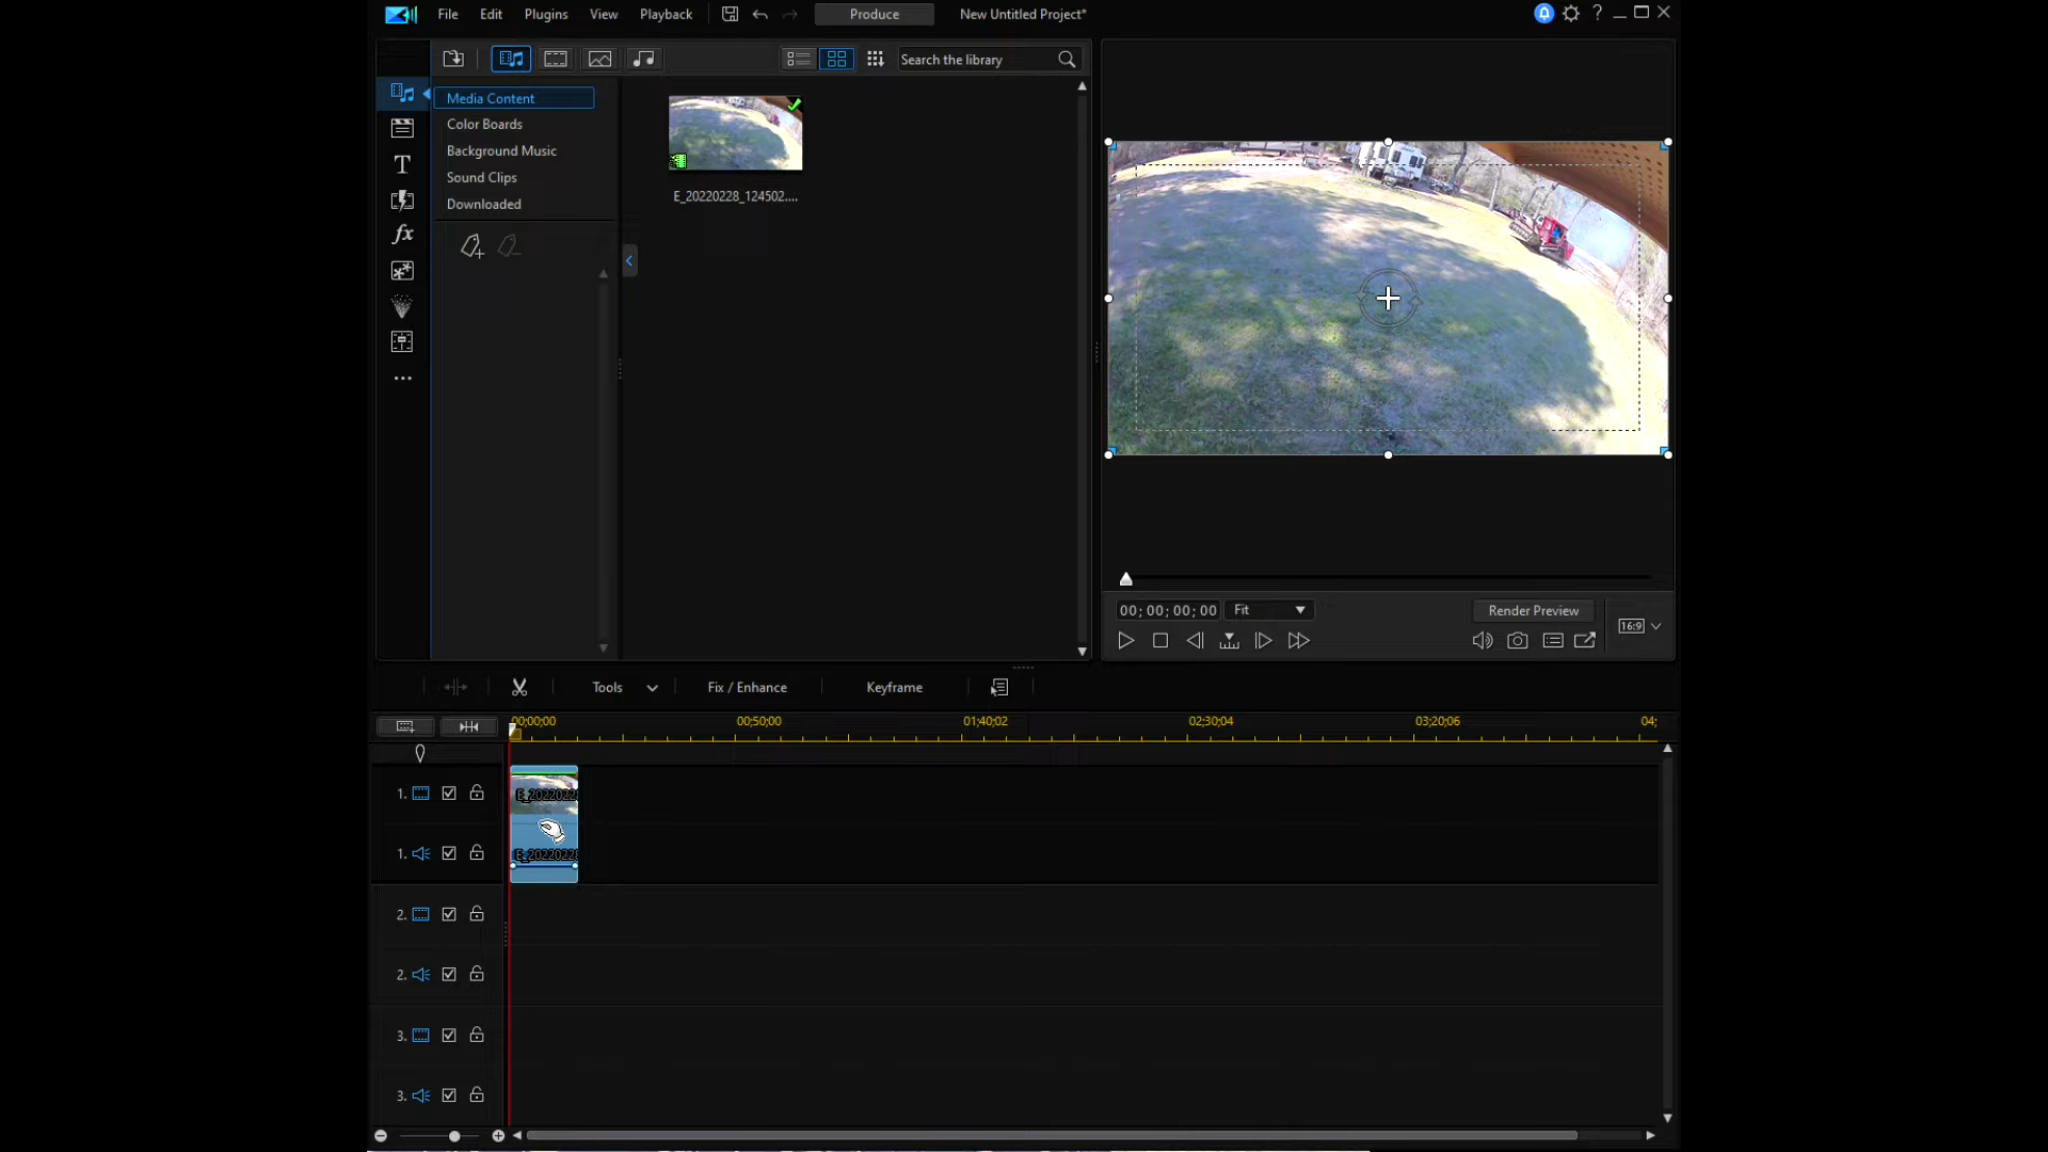 File Edit Plugins View Playback Produce New Untitled Project* ?
Search the library
Media Content
Color Boards
Background Music
Sound Clips
Downloaded
T
fx
E_20220228_124502....
00;00;00;00 Fit Render Preview
16:9
Tools Fix / Enhance Keyframe
00;00;00 00;50;00 01;40;02 02;30;04 03;20;06 04;
1. E_2022022
1. E_2022022
2.
2.
3.
3.